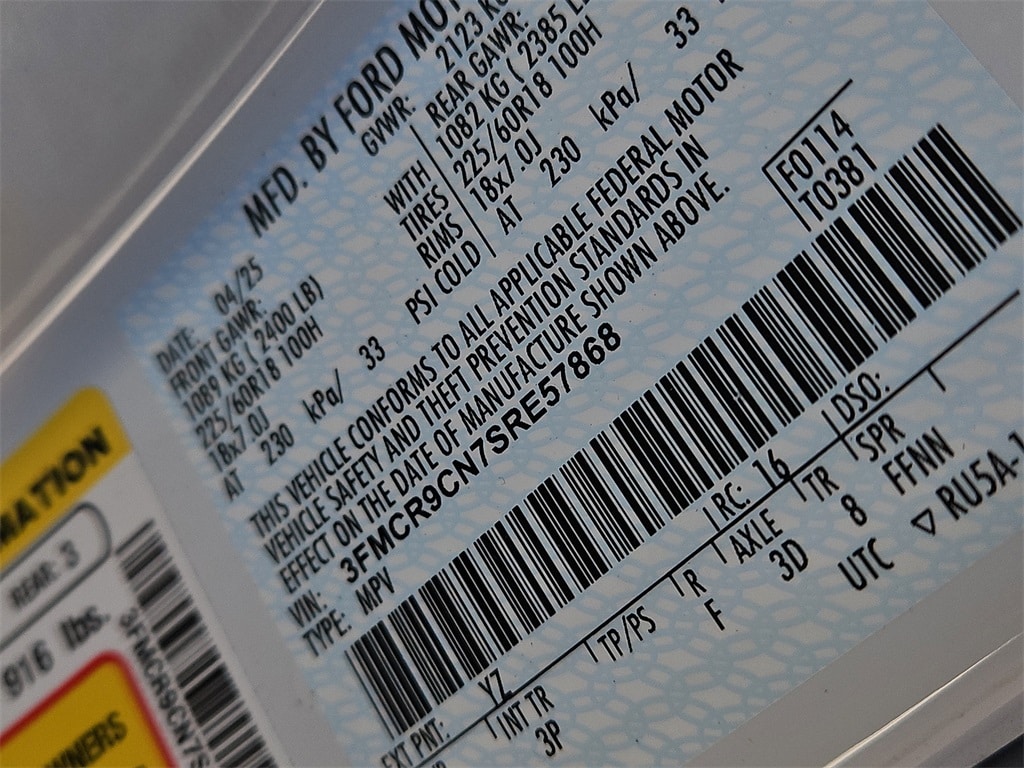 MFD. BY FORD MOT
DATE: 04/25
GVWR: 2123 KG
FRONT GAWR:
1089 KG ( 2400 LB)
225/60R18 100H
18x7.0J
AT 230 kPa/ 33
WITH
TIRES
RIMS
PSI COLD
REAR GAWR:
1082 KG ( 2385 L
225/60R18 100H
18x7.0J
AT 230 kPa/ 33
THIS VEHICLE CONFORMS TO ALL APPLICABLE FEDERAL MOTOR
VEHICLE SAFETY AND THEFT PREVENTION STANDARDS IN
EFFECT ON THE DATE OF MANUFACTURE SHOWN ABOVE.
VIN: 3FMCR9CN7SRE57868
TYPE: MPV
F0114
T0381
EXT PNT: YZ RC: 16 DSO:
INT TR TP/PS R AXLE TR SPR
3P F 3D 8 FFNN
UTC ▽ RU5A-1
MATION
REAR: 3
916 lbs.
3FMCR9CN7S
WNERS